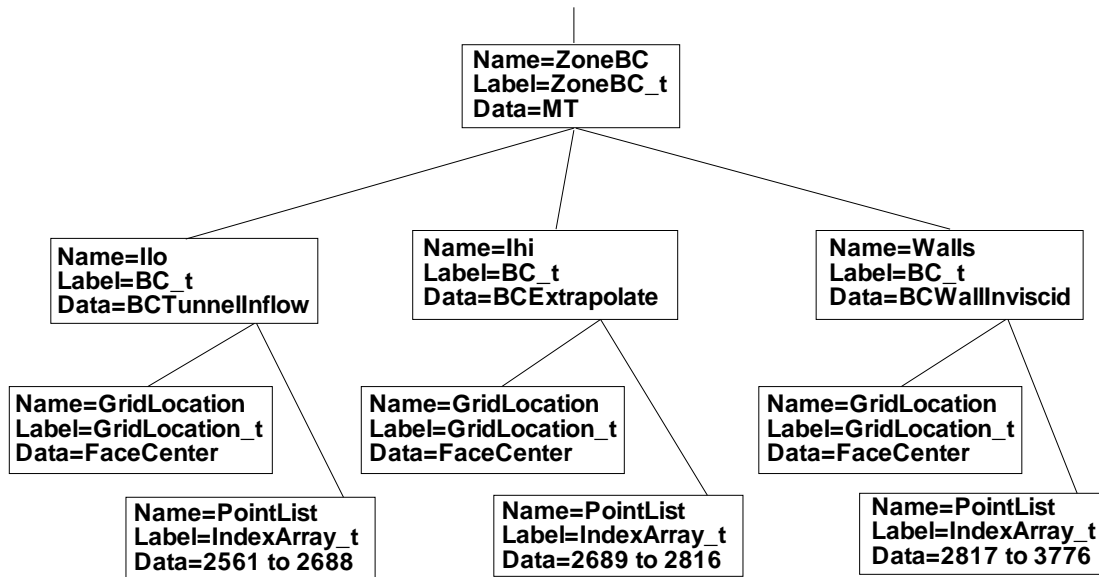 Name=ZoneBC
Label=ZoneBC_t
Data=MT
Name=Ilo
Label=BC_t
Data=BCTunnelInflow
Name=Ihi
Label=BC_t
Data=BCExtrapolate
Name=Walls
Label=BC_t
Data=BCWallInviscid
Name=GridLocation
Label=GridLocation_t
Data=FaceCenter
Name=PointList
Label=IndexArray_t
Data=2561 to 2688
Name=GridLocation
Label=GridLocation_t
Data=FaceCenter
Name=PointList
Label=IndexArray_t
Data=2689 to 2816
Name=GridLocation
Label=GridLocation_t
Data=FaceCenter
Name=PointList
Label=IndexArray_t
Data=2817 to 3776